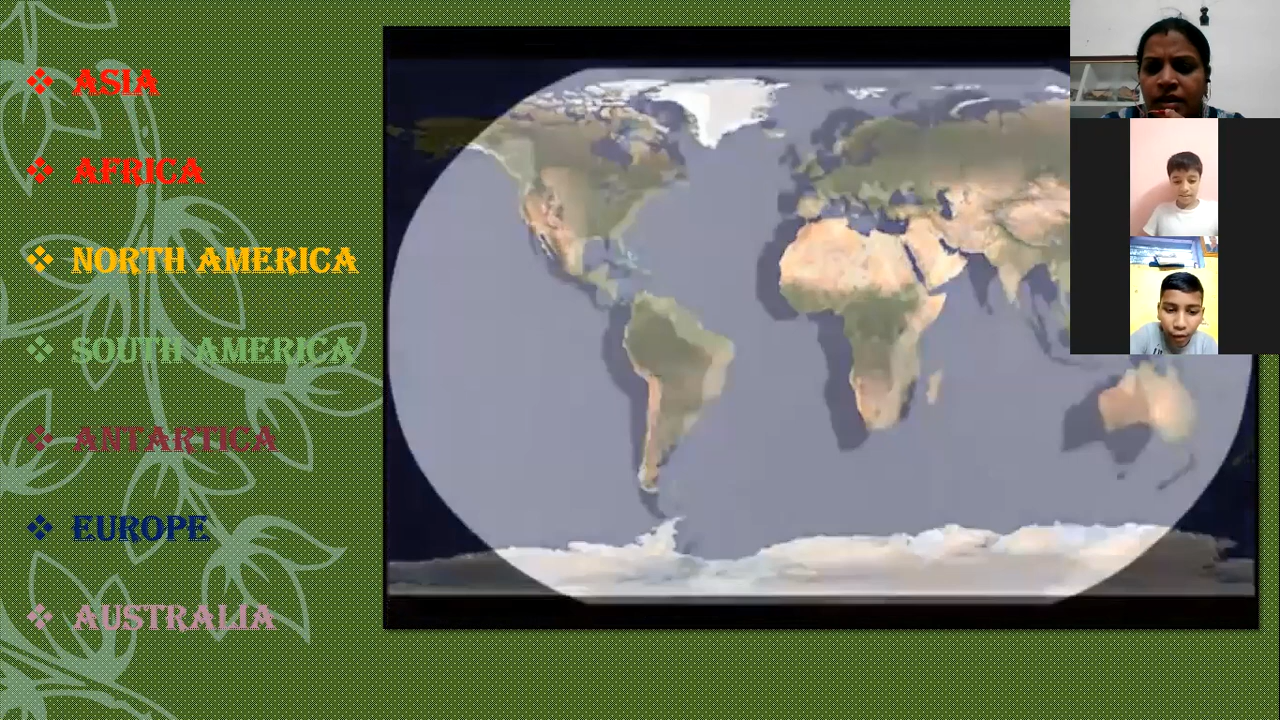 ASIA
AFRICA
NORTH AMERICA
SOUTH AMERICA
ANTARTICA
EUROPE
AUSTRALIA